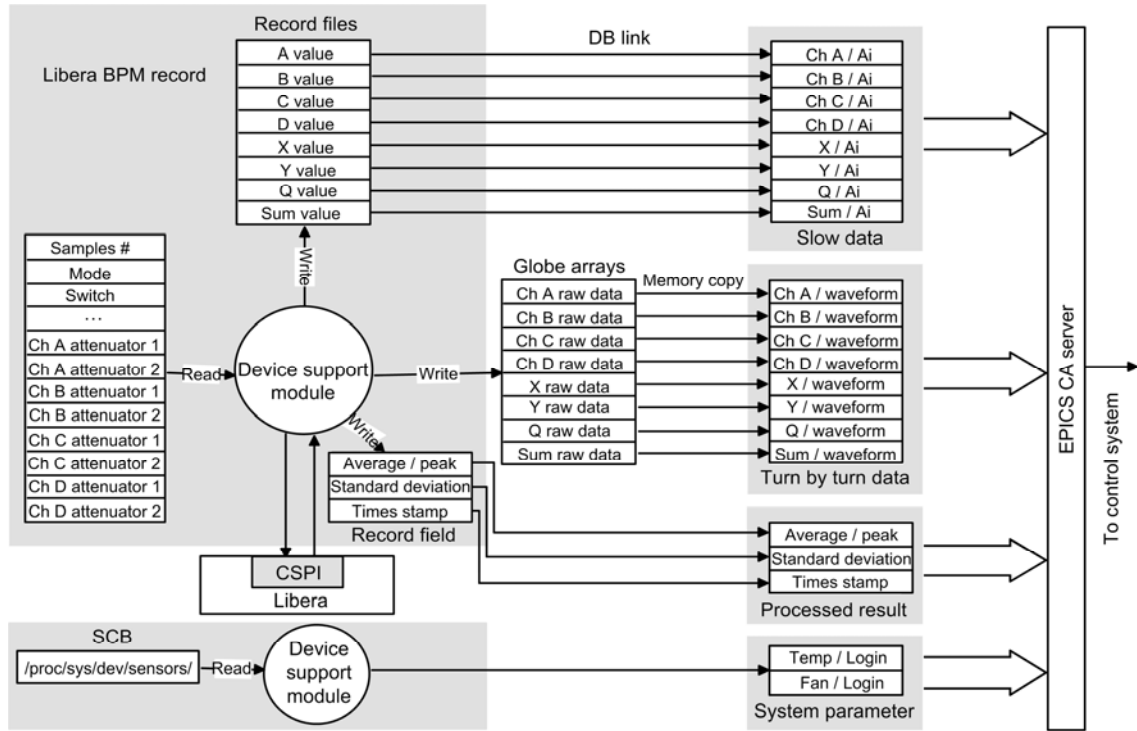 Libera BPM record
Record files
A value
B value
C value
D value
X value
Y value
Q value
Sum value
DB link
Ch A / Ai
Ch B / Ai
Ch C / Ai
Ch D / Ai
X / Ai
Y / Ai
Q / Ai
Sum / Ai
Slow data
Samples #
Mode
Switch
...
Ch A attenuator 1
Ch A attenuator 2
Ch B attenuator 1
Ch B attenuator 2
Ch C attenuator 1
Ch C attenuator 2
Ch D attenuator 1
Ch D attenuator 2
Read
Write
Device support
module
Write
Write
Globe arrays
Ch A raw data
Ch B raw data
Ch C raw data
Ch D raw data
X raw data
Y raw data
Q raw data
Sum raw data
Memory copy
Ch A / waveform
Ch B / waveform
Ch C / waveform
Ch D / waveform
X / waveform
Y / waveform
Q / waveform
Sum / waveform
Turn by turn data
Average / peak
Standard deviation
Times stamp
Record field
Average / peak
Standard deviation
Times stamp
Processed result
CSPI
Libera
SCB
/proc/sys/dev/sensors/
Read
Device
support
module
Temp / Login
Fan / Login
System parameter
EPICS CA server
To control system